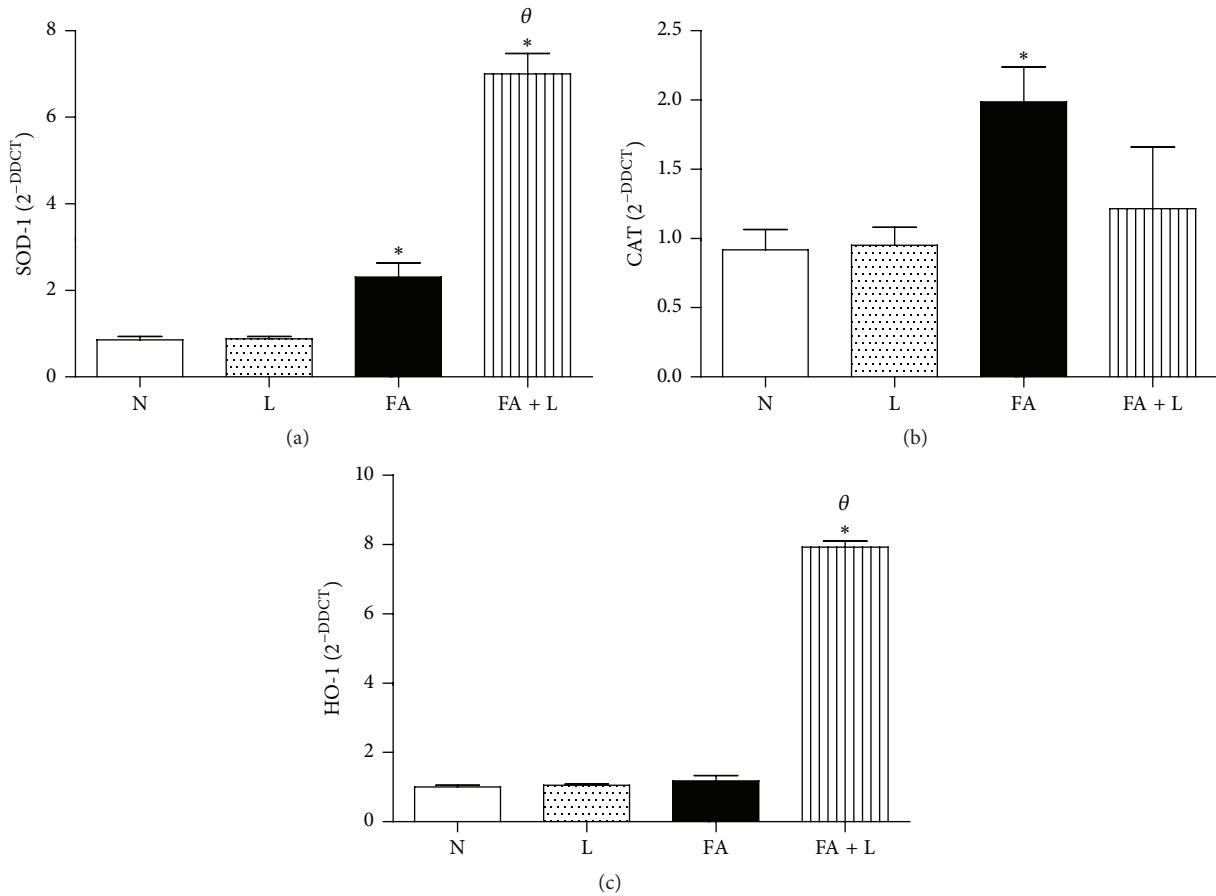 θ
*
*
8
6
4
2
0
SOD-1 (2^−DDCT)
N L FA FA + L
(a)
*
2.5
2.0
1.5
1.0
0.5
0.0
CAT (2^−DDCT)
N L FA FA + L
(b)
θ
*
10
8
6
4
2
0
HO-1 (2^−DDCT)
N L FA FA + L
(c)